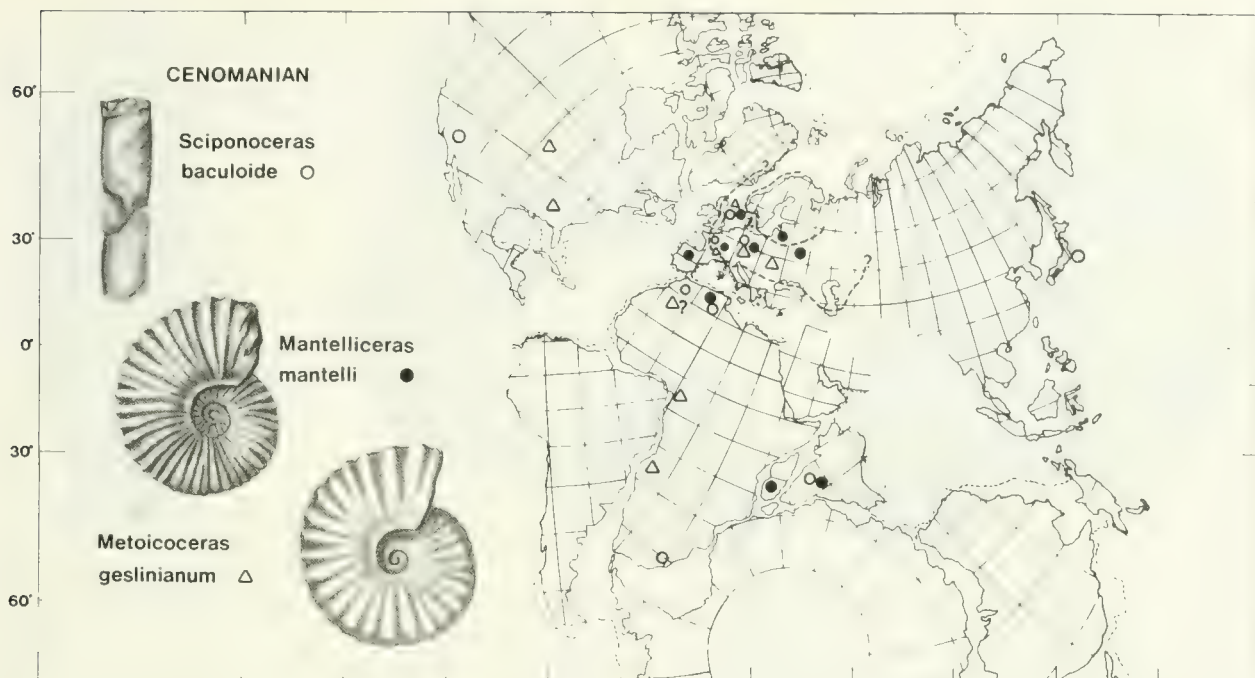 CENOMANIAN
60°
Sciponoceras
baculoide ○
30°
0°
Mantelliceras
mantelli ●
30°
Metoicoceras
geslinianum △
60°
?
?
?
?